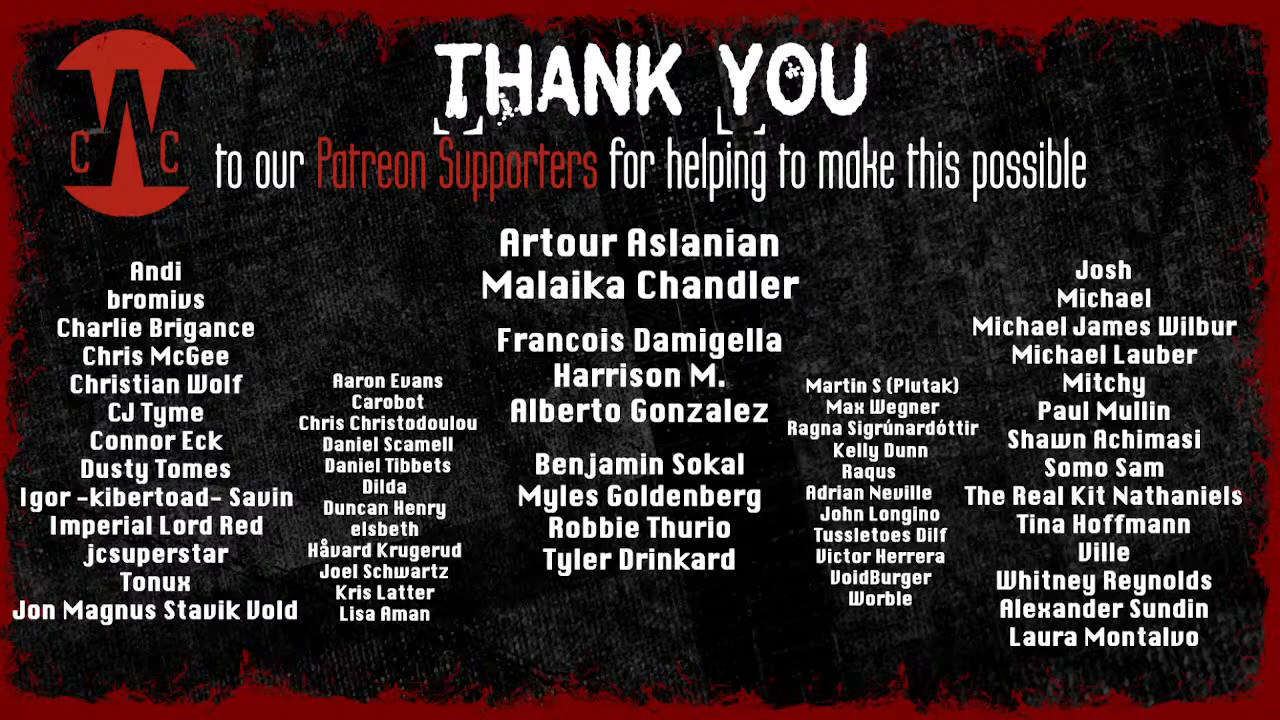 W
C C
THANK YOU
to our Patreon Supporters for helping to make this possible
Artour Aslanian
Malaika Chandler
Francois Damigella
Harrison M.
Alberto Gonzalez
Benjamin Sokal
Myles Goldenberg
Robbie Thurio
Tyler Drinkard
Andi
bromivs
Charlie Brigance
Chris McGee
Christian Wolf
CJ Tyme
Connor Eck
Dusty Tomes
Igor -kibertoad- Savin
Imperial Lord Red
jcsuperstar
Tonux
Jon Magnus Stavik Vold
Aaron Evans
Carobot
Chris Christodoulou
Daniel Scamell
Daniel Tibbets
Dilda
Duncan Henry
elsbeth
Håvard Krugerud
Joel Schwartz
Kris Latter
Lisa Aman
Martin S (Plutak)
Max Wegner
Ragna Sigrúnardóttir
Kelly Dunn
Raqus
Adrian Neville
John Longino
Tussletoes Dilf
Victor Herrera
VoidBurger
Worble
Josh
Michael
Michael James Wilbur
Michael Lauber
Mitchy
Paul Mullin
Shawn Achimasi
Somo Sam
The Real Kit Nathaniels
Tina Hoffmann
Ville
Whitney Reynolds
Alexander Sundin
Laura Montalvo